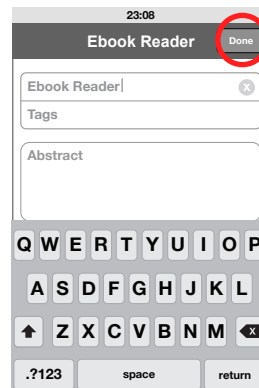 23:08
Ebook Reader Done
Ebook Reader
Tags
Abstract
Q W E R T Y U I O P
A S D F G H J K L
Z X C V B N M
.?123 space return